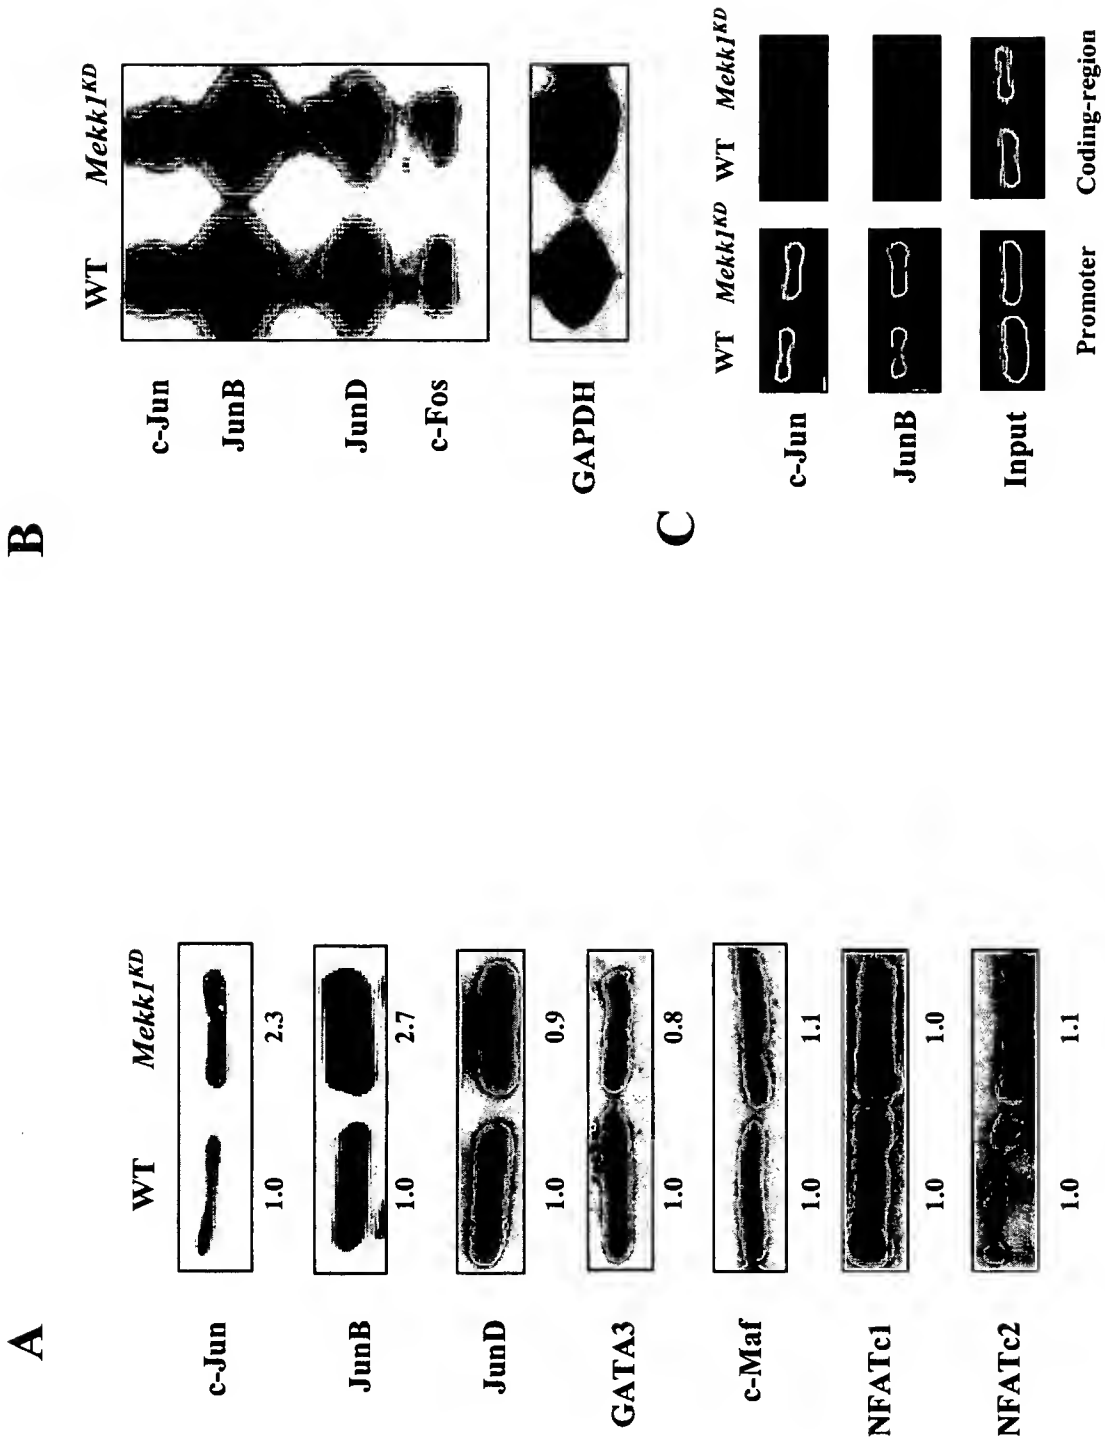 A
WT Mekk1KD
c-Jun
1.0 2.3
JunB
1.0 2.7
JunD
1.0 0.9
GATA3
1.0 0.8
c-Maf
1.0 1.1
NFATc1
1.0 1.0
NFATc2
1.0 1.1
B
WT Mekk1KD
c-Jun
JunB
JunD
c-Fos
GAPDH
C
WT Mekk1KD WT Mekk1KD
c-Jun
JunB
Input
Promoter Coding-region